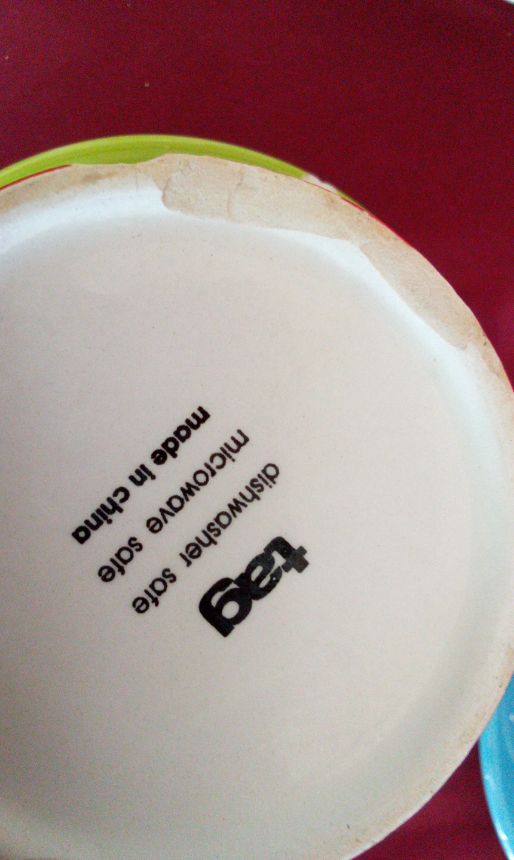 tag
dishwasher safe
microwave safe
made in china